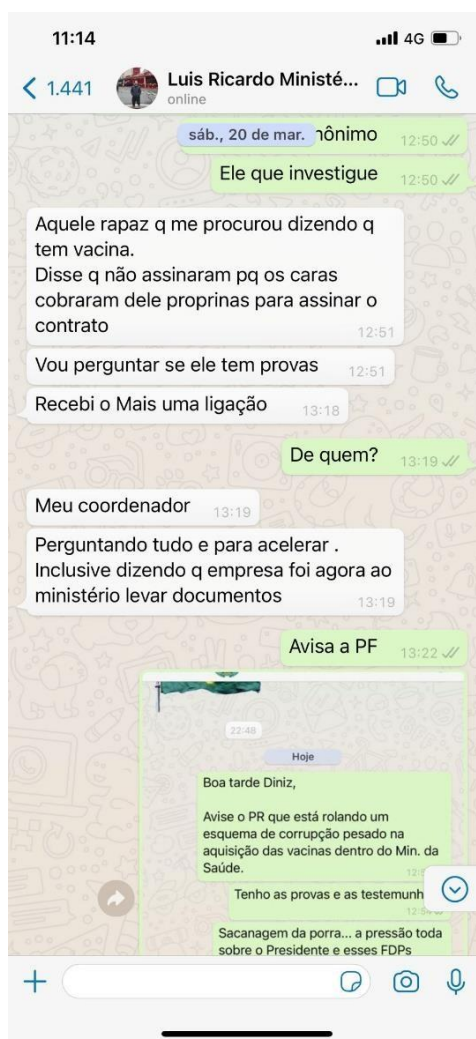 11:14
4G
1.441
Luis Ricardo Ministé...
online
sáb., 20 de mar.
nônimo
12:50
Ele que investigue
12:50
Aquele rapaz q me procurou dizendo q
tem vacina.
Disse q não assinaram pq os caras
cobraram dele proprinas para assinar o
contrato
12:51
Vou perguntar se ele tem provas
12:51
Recebi o Mais uma ligação
13:18
De quem?
13:19
Meu coordenador
13:19
Perguntando tudo e para acelerar .
Inclusive dizendo q empresa foi agora ao
ministério levar documentos
13:19
Avisa a PF
13:22
22:48
Hoje
Boa tarde Diniz,
Avise o PR que está rolando um
esquema de corrupção pesado na
aquisição das vacinas dentro do Min. da
Saúde.
Tenho as provas e as testemunh
Sacanagem da porra... a pressão toda
sobre o Presidente e esses FDPs